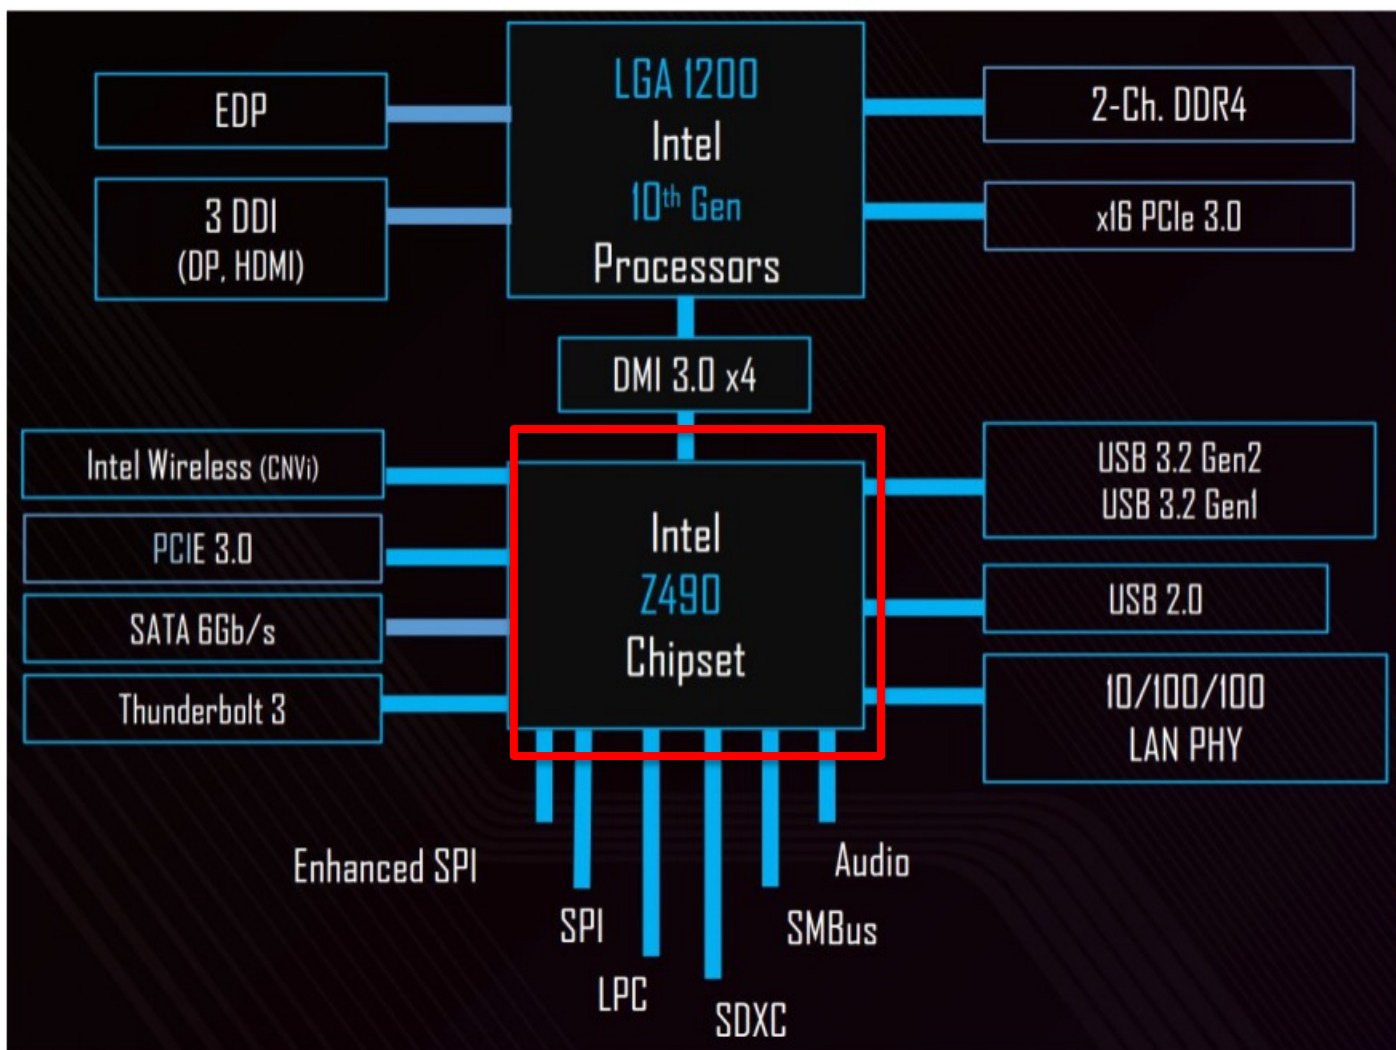 LGA 1200
Intel
10th Gen
Processors
EDP
3 DDI
(DP, HDMI)
2-Ch. DDR4
x16 PCIe 3.0
DMI 3.0 x4
Intel Wireless (CNVi)
PCIE 3.0
SATA 6Gb/s
Thunderbolt 3
Intel
Z490
Chipset
USB 3.2 Gen2
USB 3.2 Gen1
USB 2.0
10/100/100
LAN PHY
Enhanced SPI
SPI
LPC
SDXC
SMBus
Audio